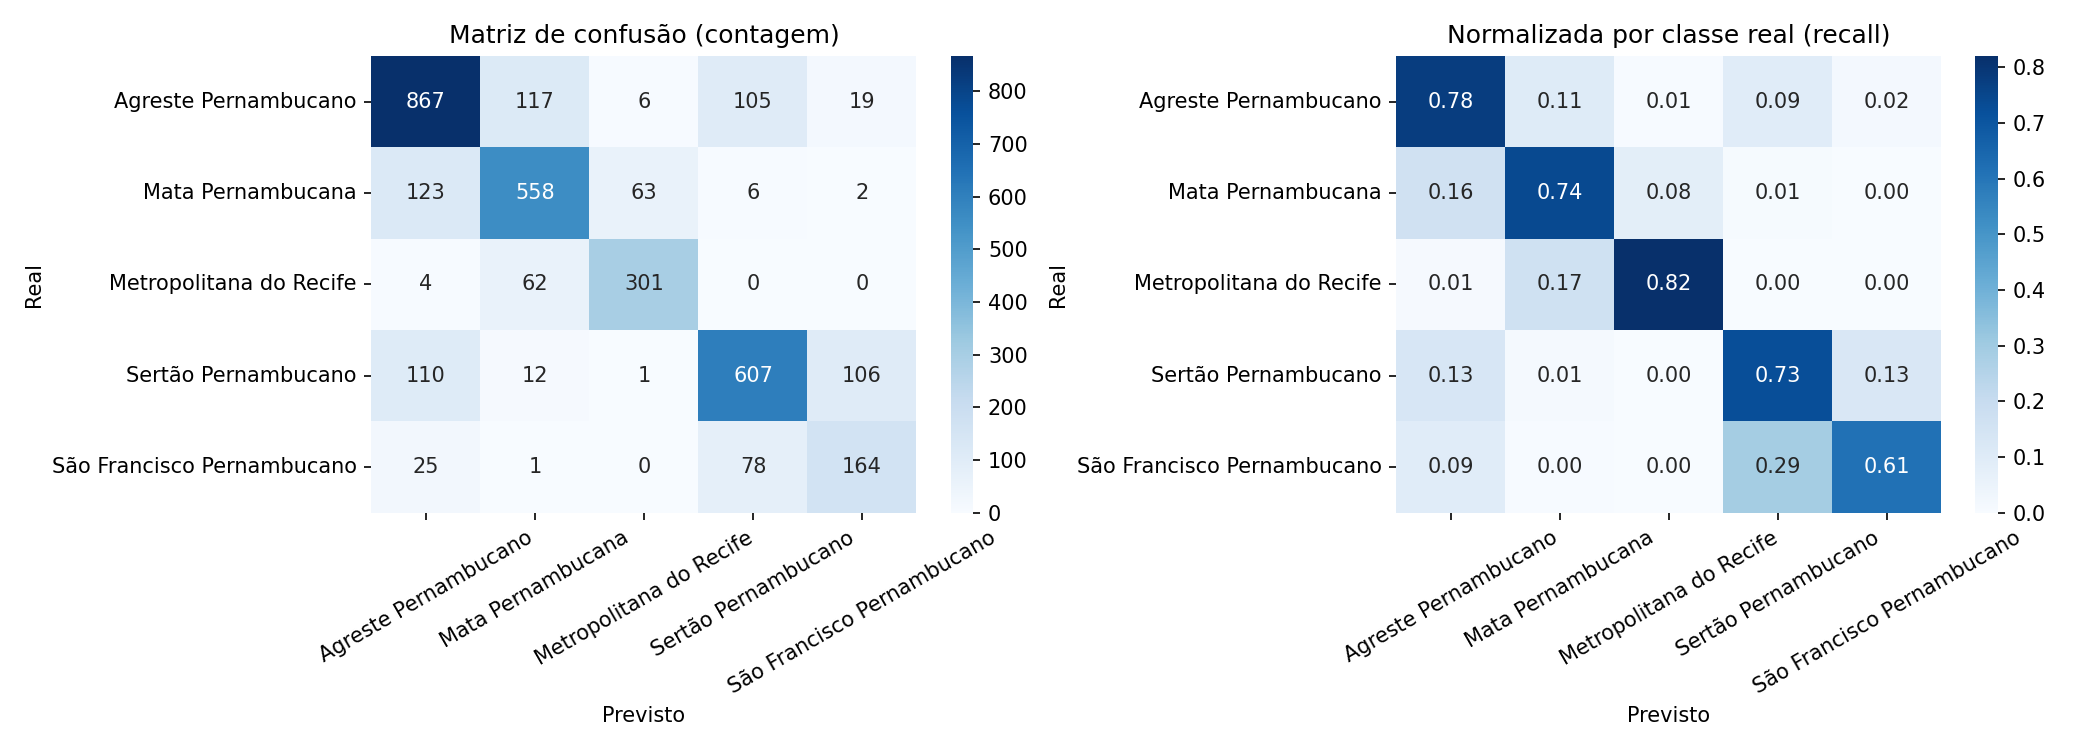 Matriz de confusão (contagem)
Real
Agreste Pernambucano 867 117 6 105 19
Mata Pernambucana 123 558 63 6 2
Metropolitana do Recife 4 62 301 0 0
Sertão Pernambucano 110 12 1 607 106
São Francisco Pernambucano 25 1 0 78 164
Agreste Pernambucano
Mata Pernambucana
Metropolitana do Recife
Sertão Pernambucano
São Francisco Pernambucano
Previsto
800
700
600
500
400
300
200
100
0
Normalizada por classe real (recall)
Real
Agreste Pernambucano 0.78 0.11 0.01 0.09 0.02
Mata Pernambucana 0.16 0.74 0.08 0.01 0.00
Metropolitana do Recife 0.01 0.17 0.82 0.00 0.00
Sertão Pernambucano 0.13 0.01 0.00 0.73 0.13
São Francisco Pernambucano 0.09 0.00 0.00 0.29 0.61
Agreste Pernambucano
Mata Pernambucana
Metropolitana do Recife
Sertão Pernambucano
São Francisco Pernambucano
Previsto
0.8
0.7
0.6
0.5
0.4
0.3
0.2
0.1
0.0